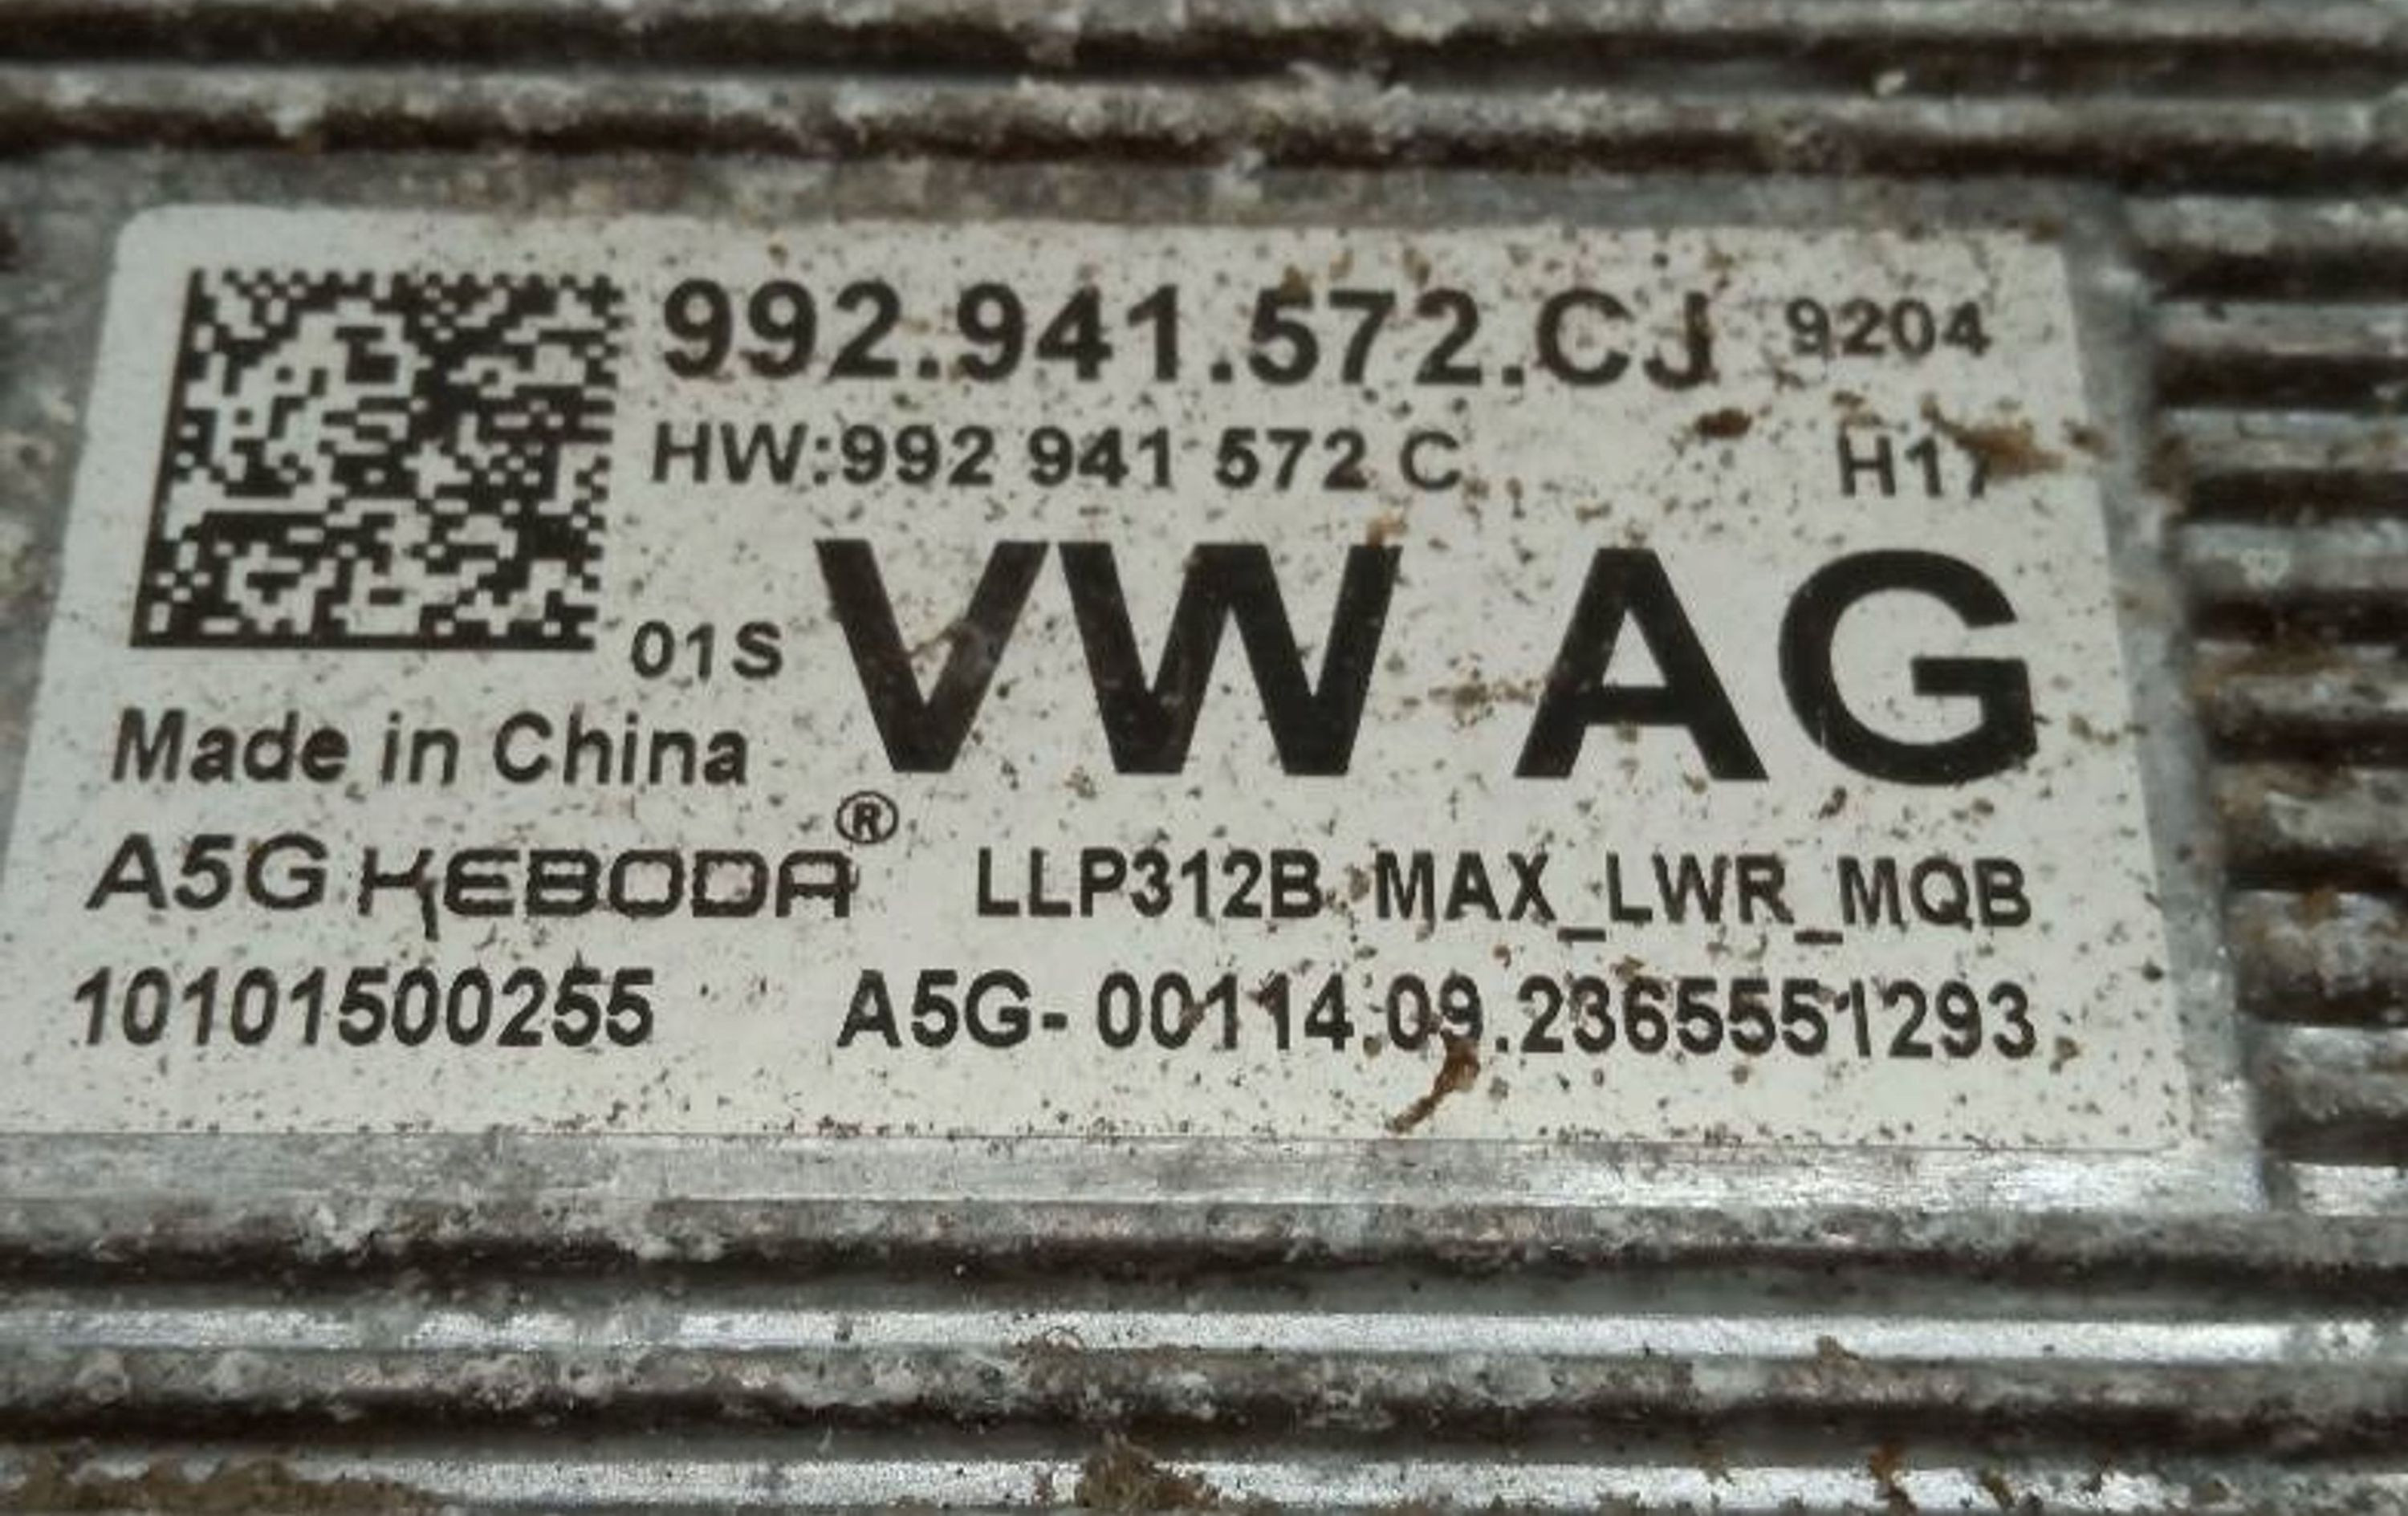 992.941.572.CJ 9204
HW:992 941 572 C H17
01S VW AG
Made in China
A5G KEBODA® LLP312B MAX_LWR_MQB
10101500255 A5G- 00114.09.2365551293